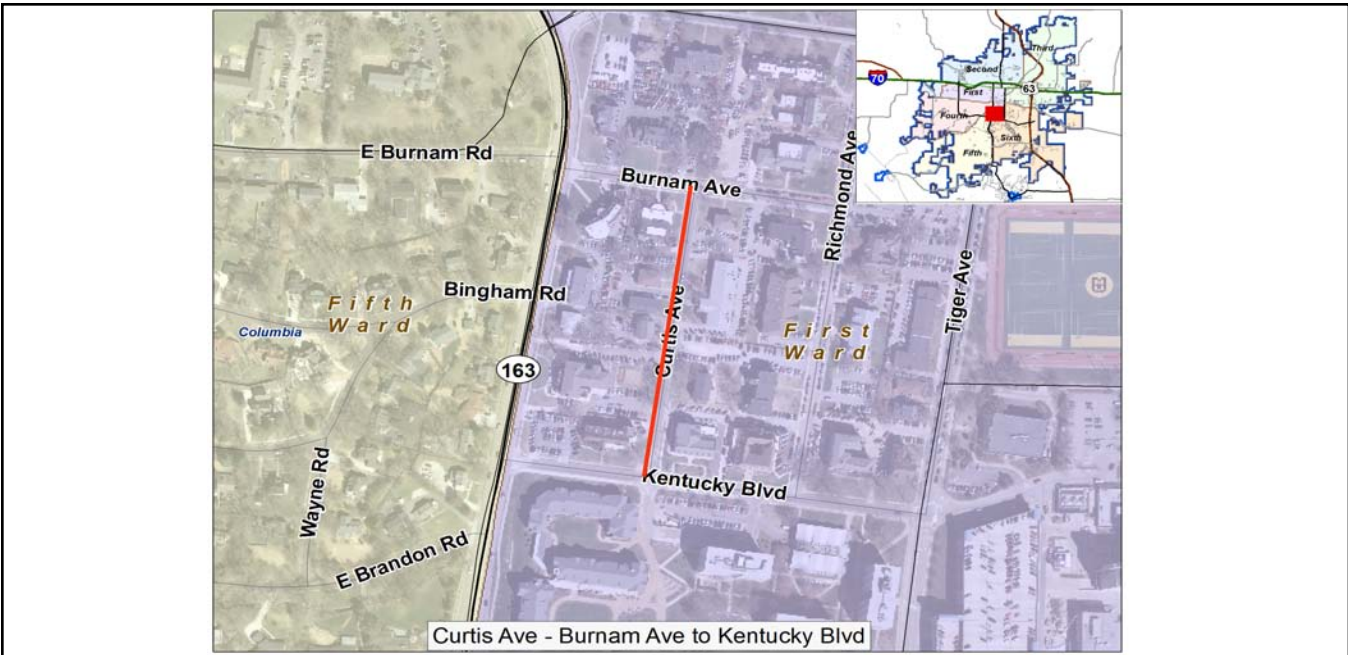 Third
Second
70
63
First
Fourth
Sixth
Fifth
E Burnam Rd
Burnam Ave
Richmond Ave
Tiger Ave
Bingham Rd
Fifth
Ward
Columbia
Curtis Ave
First
Ward
163
Wayne Rd
Kentucky Blvd
E Brandon Rd
Curtis Ave - Burnam Ave to Kentucky Blvd